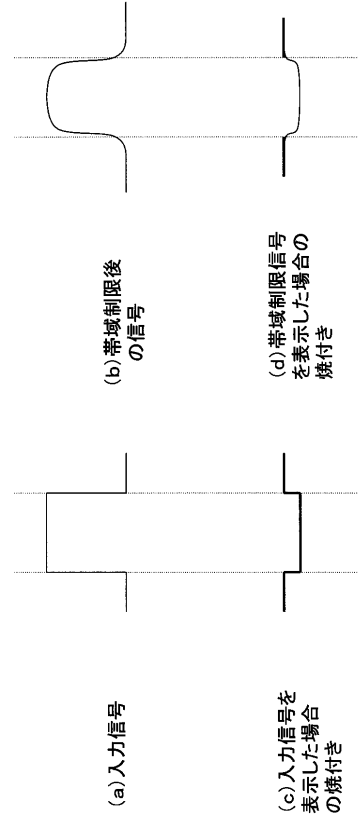 (a)入力信号
(b)帯域制限後
の信号
(c)入力信号を
表示した場合
の焼付き
(d)帯域制限信号
を表示した場合の
焼付き